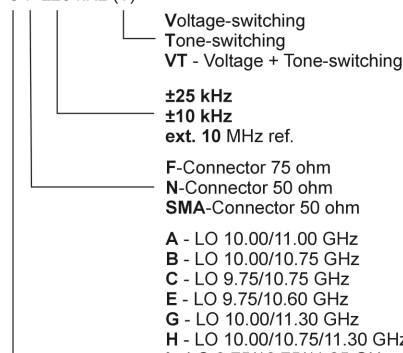 Voltage-switching
Tone-switching
VT - Voltage + Tone-switching
±25 kHz
±10 kHz
ext. 10 MHz ref.
F-Connector 75 ohm
N-Connector 50 ohm
SMA-Connector 50 ohm
A - LO 10.00/11.00 GHz
B - LO 10.00/10.75 GHz
C - LO 9.75/10.75 GHz
E - LO 9.75/10.60 GHz
G - LO 10.00/11.30 GHz
H - LO 10.00/10.75/11.30 GHz